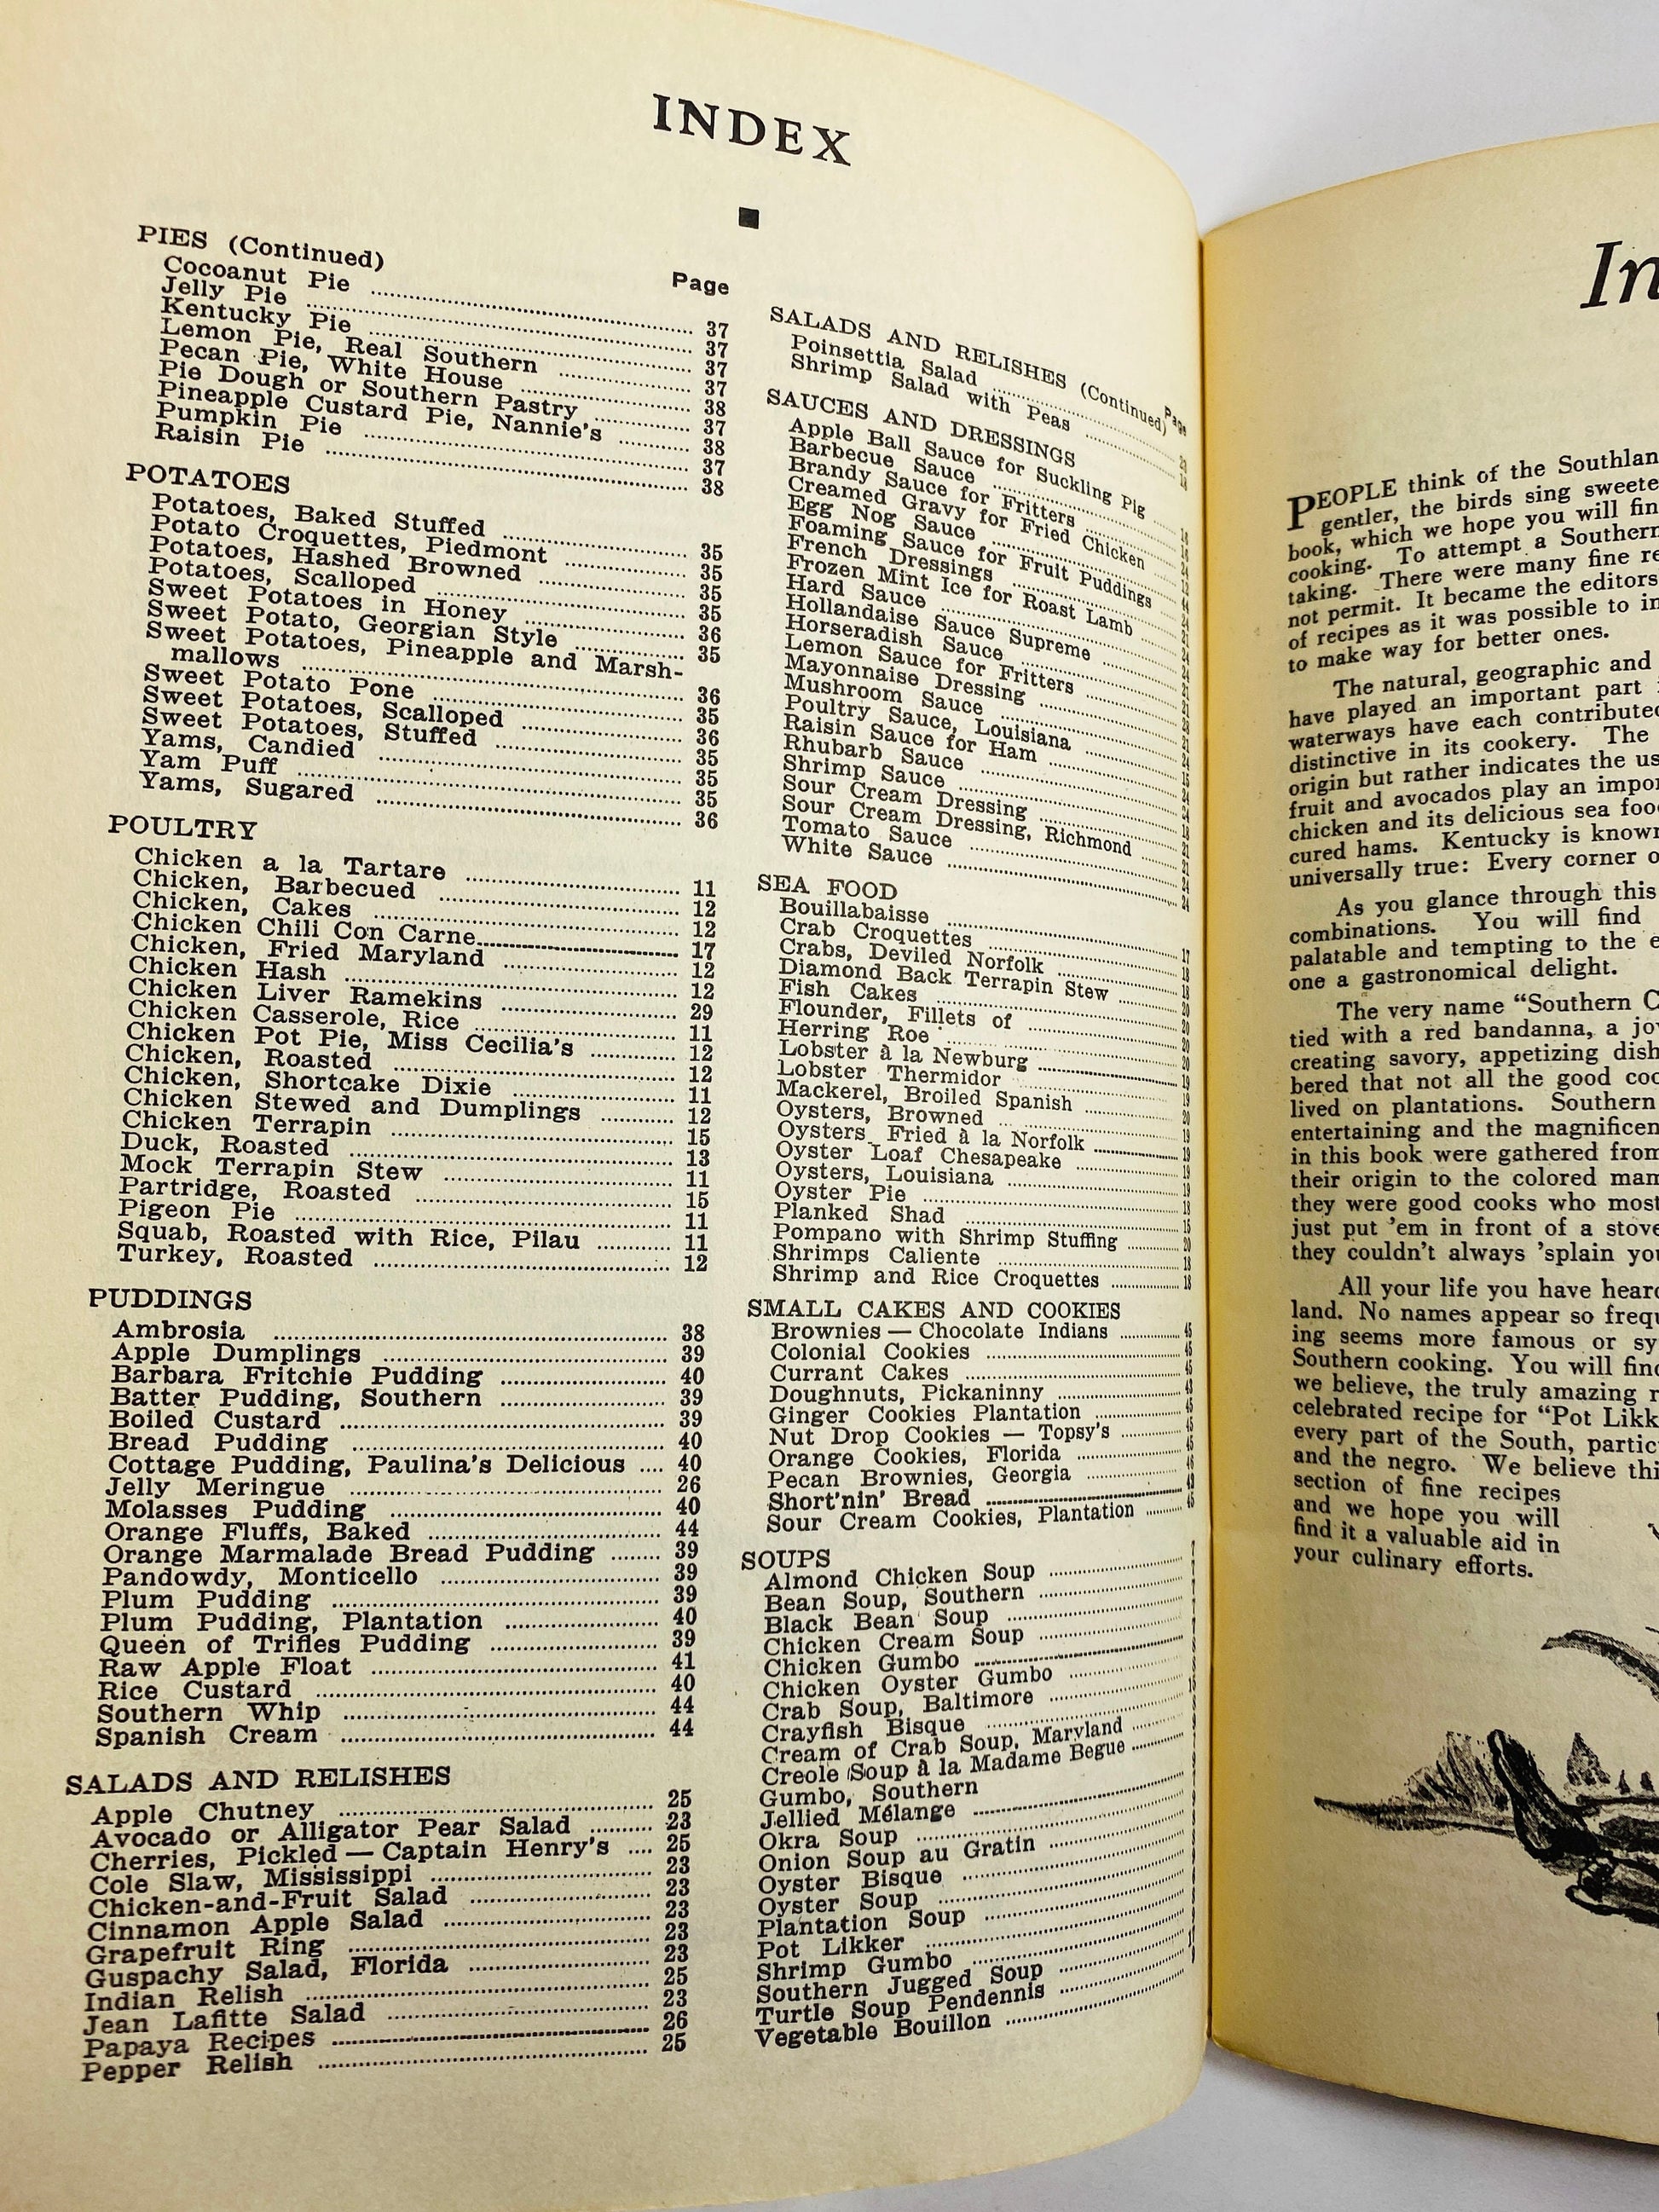 INDEX
PIES (Continued)
Page
Cocoanut Pie 37
Jelly Pie 37
Kentucky Pie 37
Lemon Pie, Real Southern 37
Pecan Pie, White House 38
Pie Dough or Southern Pastry 37
Pineapple Custard Pie, Nannie's 38
Pumpkin Pie 37
Raisin Pie 38
POTATOES
Potatoes, Baked Stuffed 35
Potato Croquettes, Piedmont 35
Potatoes, Hashed Browned 35
Potatoes, Scalloped 35
Sweet Potatoes in Honey 36
Sweet Potato, Georgian Style 35
Sweet Potatoes, Pineapple and Marsh-
mallows 36
Sweet Potato Pone 35
Sweet Potatoes, Scalloped 36
Sweet Potatoes, Stuffed 35
Yams, Candied 35
Yam Puff 35
Yams, Sugared 36
POULTRY
Chicken a la Tartare 11
Chicken, Barbecued 12
Chicken, Cakes 12
Chicken Chili Con Carne 17
Chicken, Fried Maryland 12
Chicken Hash 12
Chicken Liver Ramekins 29
Chicken Casserole, Rice 11
Chicken Pot Pie, Miss Cecilia's 12
Chicken, Roasted 12
Chicken, Shortcake Dixie 11
Chicken Stewed and Dumplings 12
Chicken Terrapin 15
Duck, Roasted 13
Mock Terrapin Stew 11
Partridge, Roasted 15
Pigeon Pie 11
Squab, Roasted with Rice, Pilau 11
Turkey, Roasted 12
PUDDINGS
Ambrosia 38
Apple Dumplings 39
Barbara Fritchie Pudding 40
Batter Pudding, Southern 39
Boiled Custard 39
Bread Pudding 40
Cottage Pudding, Paulina's Delicious 40
Jelly Meringue 26
Molasses Pudding 40
Orange Fluffs, Baked 44
Orange Marmalade Bread Pudding 39
Pandowdy, Monticello 39
Plum Pudding 39
Plum Pudding, Plantation 40
Queen of Trifles Pudding 39
Raw Apple Float 41
Rice Custard 40
Southern Whip 44
Spanish Cream 44
SALADS AND RELISHES
Apple Chutney 25
Avocado or Alligator Pear Salad 23
Cherries, Pickled — Captain Henry's 25
Cole Slaw, Mississippi 23
Chicken-and-Fruit Salad 23
Cinnamon Apple Salad 23
Grapefruit Ring 23
Guspachy Salad, Florida 23
Indian Relish 25
Jean Lafitte Salad 23
Papaya Recipes 26
Pepper Relish 25
SALADS AND RELISHES (Continued)
Page
Poinsettia Salad
Shrimp Salad with Peas
SAUCES AND DRESSINGS
Apple Ball Sauce for Suckling Pig
Barbecue Sauce
Brandy Sauce for Fritters
Creamed Gravy for Fried Chicken
Egg Nog Sauce
Foaming Sauce for Fruit Puddings
French Dressings
Frozen Mint Ice for Roast Lamb
Hard Sauce
Hollandaise Sauce Supreme
Horseradish Sauce
Lemon Sauce for Fritters
Mayonnaise Dressing
Mushroom Sauce
Poultry Sauce, Louisiana
Raisin Sauce for Ham
Rhubarb Sauce
Shrimp Sauce
Sour Cream Dressing
Sour Cream Dressing, Richmond
Tomato Sauce
White Sauce
SEA FOOD
Bouillabaisse 17
Crab Croquettes 18
Crabs, Deviled Norfolk 18
Diamond Back Terrapin Stew 20
Fish Cakes 20
Flounder, Fillets of 20
Herring Roe 20
Lobster à la Newburg 19
Lobster Thermidor 19
Mackerel, Broiled Spanish 20
Oysters, Browned 19
Oysters Fried à la Norfolk 19
Oyster Loaf Chesapeake 19
Oysters, Louisiana 19
Oyster Pie 18
Planked Shad
Pompano with Shrimp Stuffing 20
Shrimps Caliente 18
Shrimp and Rice Croquettes 18
SMALL CAKES AND COOKIES
Brownies — Chocolate Indians 45
Colonial Cookies 45
Currant Cakes 45
Doughnuts, Pickaninny 43
Ginger Cookies Plantation 45
Nut Drop Cookies — Topsy's 45
Orange Cookies, Florida 45
Pecan Brownies, Georgia
Short'nin' Bread 43
Sour Cream Cookies, Plantation 45
SOUPS
Almond Chicken Soup
Bean Soup, Southern
Black Bean Soup
Chicken Cream Soup
Chicken Gumbo
Chicken Oyster Gumbo
Crab Soup, Baltimore
Crayfish Bisque
Cream of Crab Soup, Maryland
Creole Soup à la Madame Begue
Gumbo, Southern
Jellied Mélange
Okra Soup
Onion Soup au Gratin
Oyster Bisque
Oyster Soup
Plantation Soup
Pot Likker
Shrimp Gumbo
Southern Jugged Soup
Turtle Soup Pendennis
Vegetable Bouillon
In
PEOPLE think of the Southlan
gentler, the birds sing sweete
book, which we hope you will fin
cooking. To attempt a Southern
taking. There were many fine re
not permit. It became the editors
of recipes as it was possible to in
to make way for better ones.
The natural, geographic and
have played an important part
waterways have each contributed
distinctive in its cookery. The
origin but rather indicates the us
fruit and avocados play an impor
chicken and its delicious sea foo
cured hams. Kentucky is known
universally true: Every corner o
As you glance through this
combinations. You will find
palatable and tempting to the e
one a gastronomical delight.
The very name “Southern C
tied with a red bandanna, a jo
creating savory, appetizing dish
bered that not all the good coo
lived on plantations. Southern
entertaining and the magnificen
in this book were gathered from
their origin to the colored mam
they were good cooks who most
just put 'em in front of a stove
they couldn't always 'splain you
All your life you have heard
land. No names appear so frequ
ing seems more famous or sy
Southern cooking. You will find
we believe, the truly amazing r
celebrated recipe for “Pot Likk
every part of the South, partic
and the negro. We believe thi
section of fine recipes
and we hope you will
find it a valuable aid in
your culinary efforts.